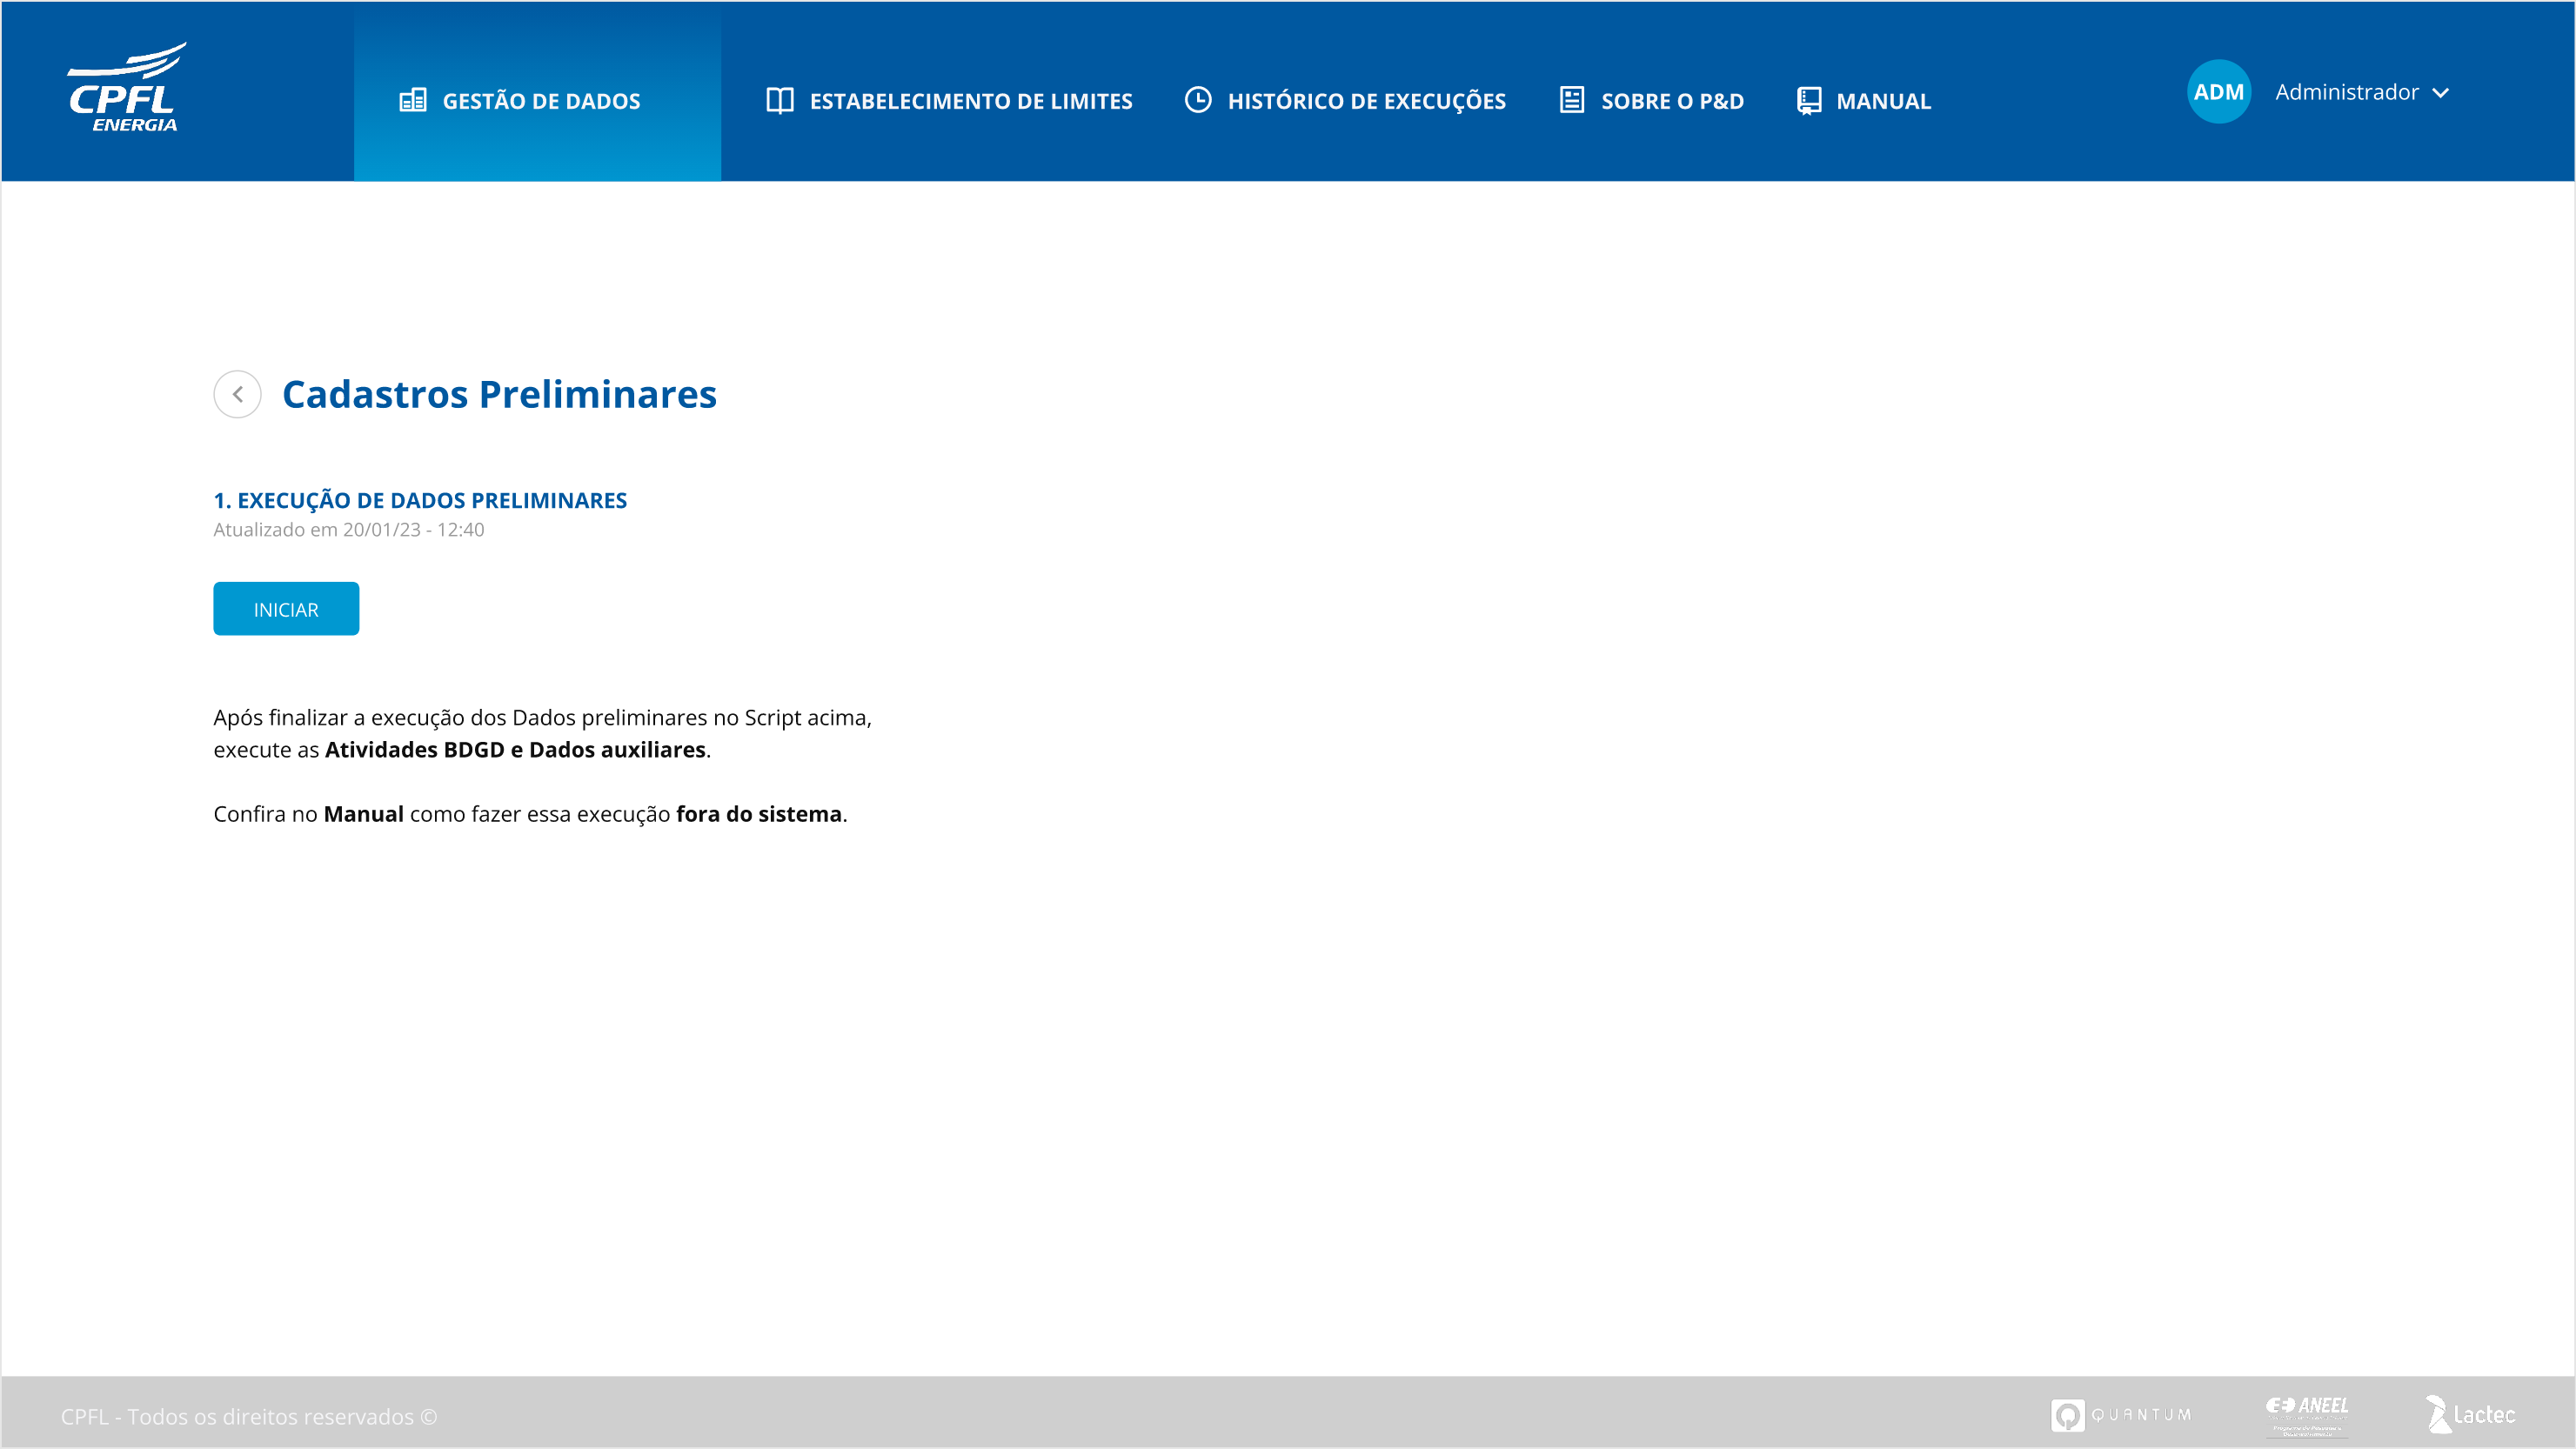 CPFL
ENERGIA
GESTÃO DE DADOS
ESTABELECIMENTO DE LIMITES
HISTÓRICO DE EXECUÇÕES
SOBRE O P&D
MANUAL
ADM
Administrador
Cadastros Preliminares
1. EXECUÇÃO DE DADOS PRELIMINARES
Atualizado em 20/01/23 - 12:40
INICIAR
Após finalizar a execução dos Dados preliminares no Script acima,
execute as Atividades BDGD e Dados auxiliares.
Confira no Manual como fazer essa execução fora do sistema.
CPFL - Todos os direitos reservados ©
QUANTUM
ANEEL
Lactec